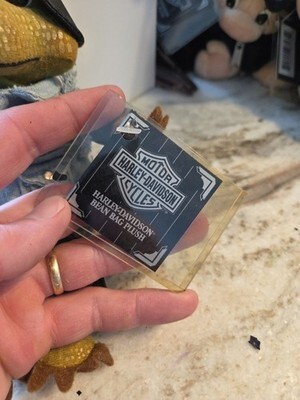 MOTOR
HARLEY-DAVIDSON
CYCLES
HARLEY-DAVIDSON
BEAN BAG PLUSH